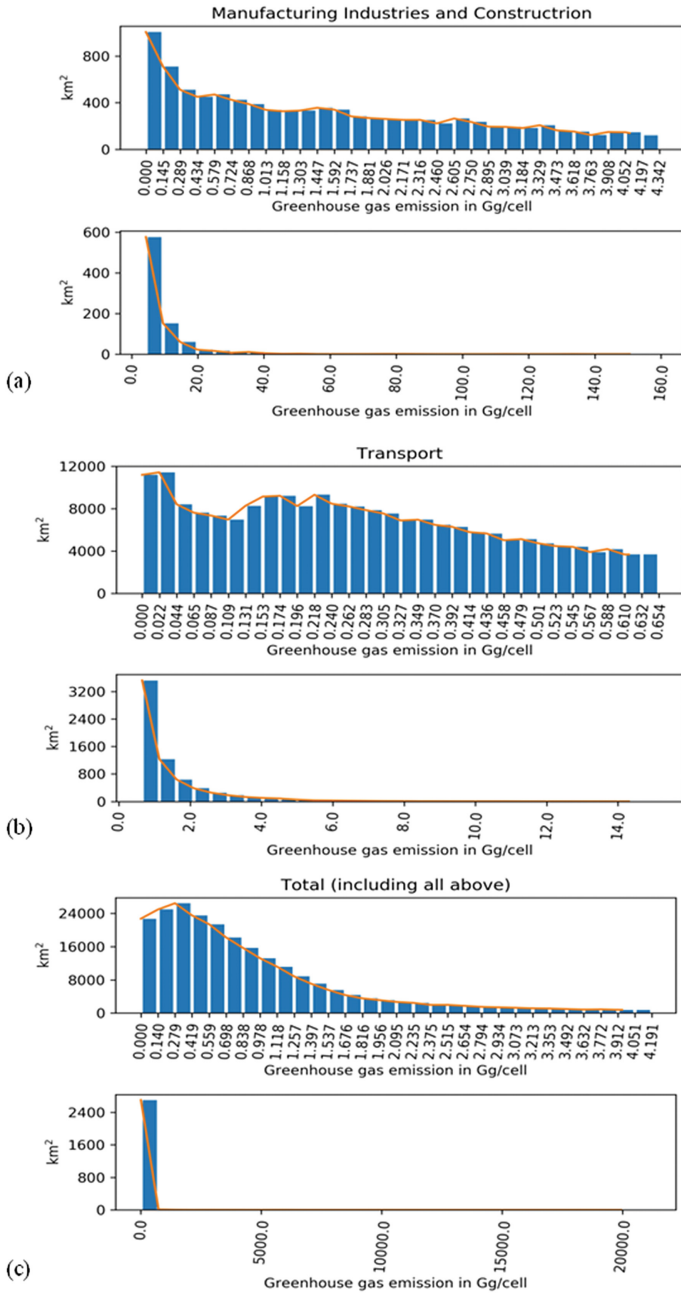 Manufacturing Industries and Constructrion
800
400
0
km²
0.000 0.145 0.289 0.434 0.579 0.724 0.868 1.013 1.158 1.303 1.447 1.592 1.737 1.881 2.026 2.171 2.316 2.460 2.605 2.750 2.895 3.039 3.184 3.329 3.473 3.618 3.763 3.908 4.052 4.197 4.342
Greenhouse gas emission in Gg/cell
600
400
200
0
km²
0.0 20.0 40.0 60.0 80.0 100.0 120.0 140.0 160.0
Greenhouse gas emission in Gg/cell
(a)
Transport
12000
8000
4000
0
km²
0.000 0.022 0.044 0.065 0.087 0.109 0.131 0.153 0.174 0.196 0.218 0.240 0.262 0.283 0.305 0.327 0.349 0.370 0.392 0.414 0.436 0.458 0.479 0.501 0.523 0.545 0.567 0.588 0.610 0.632 0.654
Greenhouse gas emission in Gg/cell
3200
2400
1600
800
0
km²
0.0 2.0 4.0 6.0 8.0 10.0 12.0 14.0
Greenhouse gas emission in Gg/cell
(b)
Total (including all above)
24000
16000
8000
0
km²
0.000 0.140 0.279 0.419 0.559 0.698 0.838 0.978 1.118 1.257 1.397 1.537 1.676 1.816 1.956 2.095 2.235 2.375 2.515 2.654 2.794 2.934 3.073 3.213 3.353 3.492 3.632 3.772 3.912 4.051 4.191
Greenhouse gas emission in Gg/cell
2400
1600
800
0
km²
0.0 5000.0 10000.0 15000.0 20000.0
Greenhouse gas emission in Gg/cell
(c)